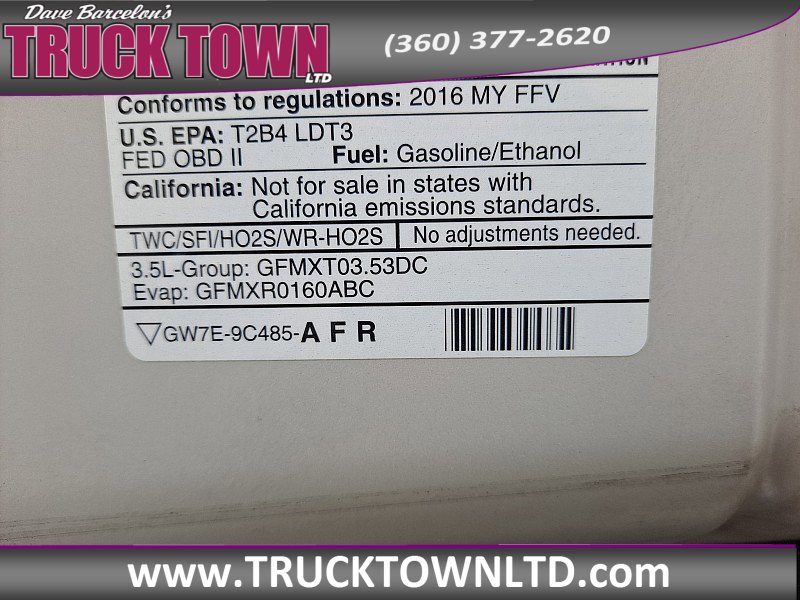 Dave Barcelon's
TRUCK TOWN
LTD
(360) 377-2620
Conforms to regulations: 2016 MY FFV
U.S. EPA: T2B4 LDT3
FED OBD II Fuel: Gasoline/Ethanol
California: Not for sale in states with
California emissions standards.
TWC/SFI/HO2S/WR-HO2S No adjustments needed.
3.5L-Group: GFMXT03.53DC
Evap: GFMXR0160ABC
GW7E-9C485-A F R
www.TRUCKTOWNLTD.com